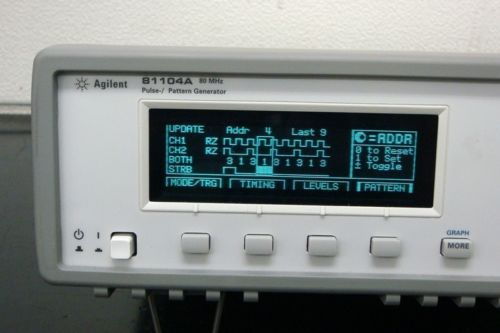 Agilent 81104A 80 MHz
Pulse-/ Pattern Generator
UPDATE Addr 4 Last 9
CH1 RZ
CH2 RZ
BOTH 3 1 3 1 3 1 3 1 3
STRB
MODE/TRG TIMING LEVELS PATTERN
=ADDR
0 to Reset
1 to Set
± Toggle
GRAPH
MORE